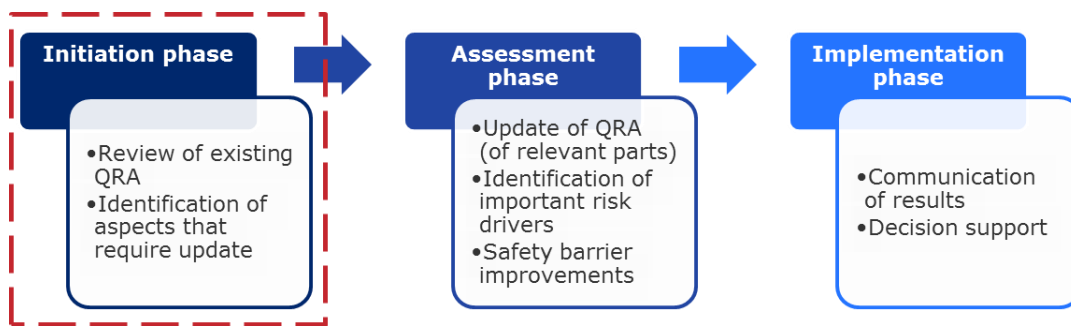 Initiation phase
•Review of existing
QRA
•Identification of
aspects that
require update
Assessment
phase
•Update of QRA
(of relevant parts)
•Identification of
important risk
drivers
•Safety barrier
improvements
Implementation
phase
•Communication
of results
•Decision support